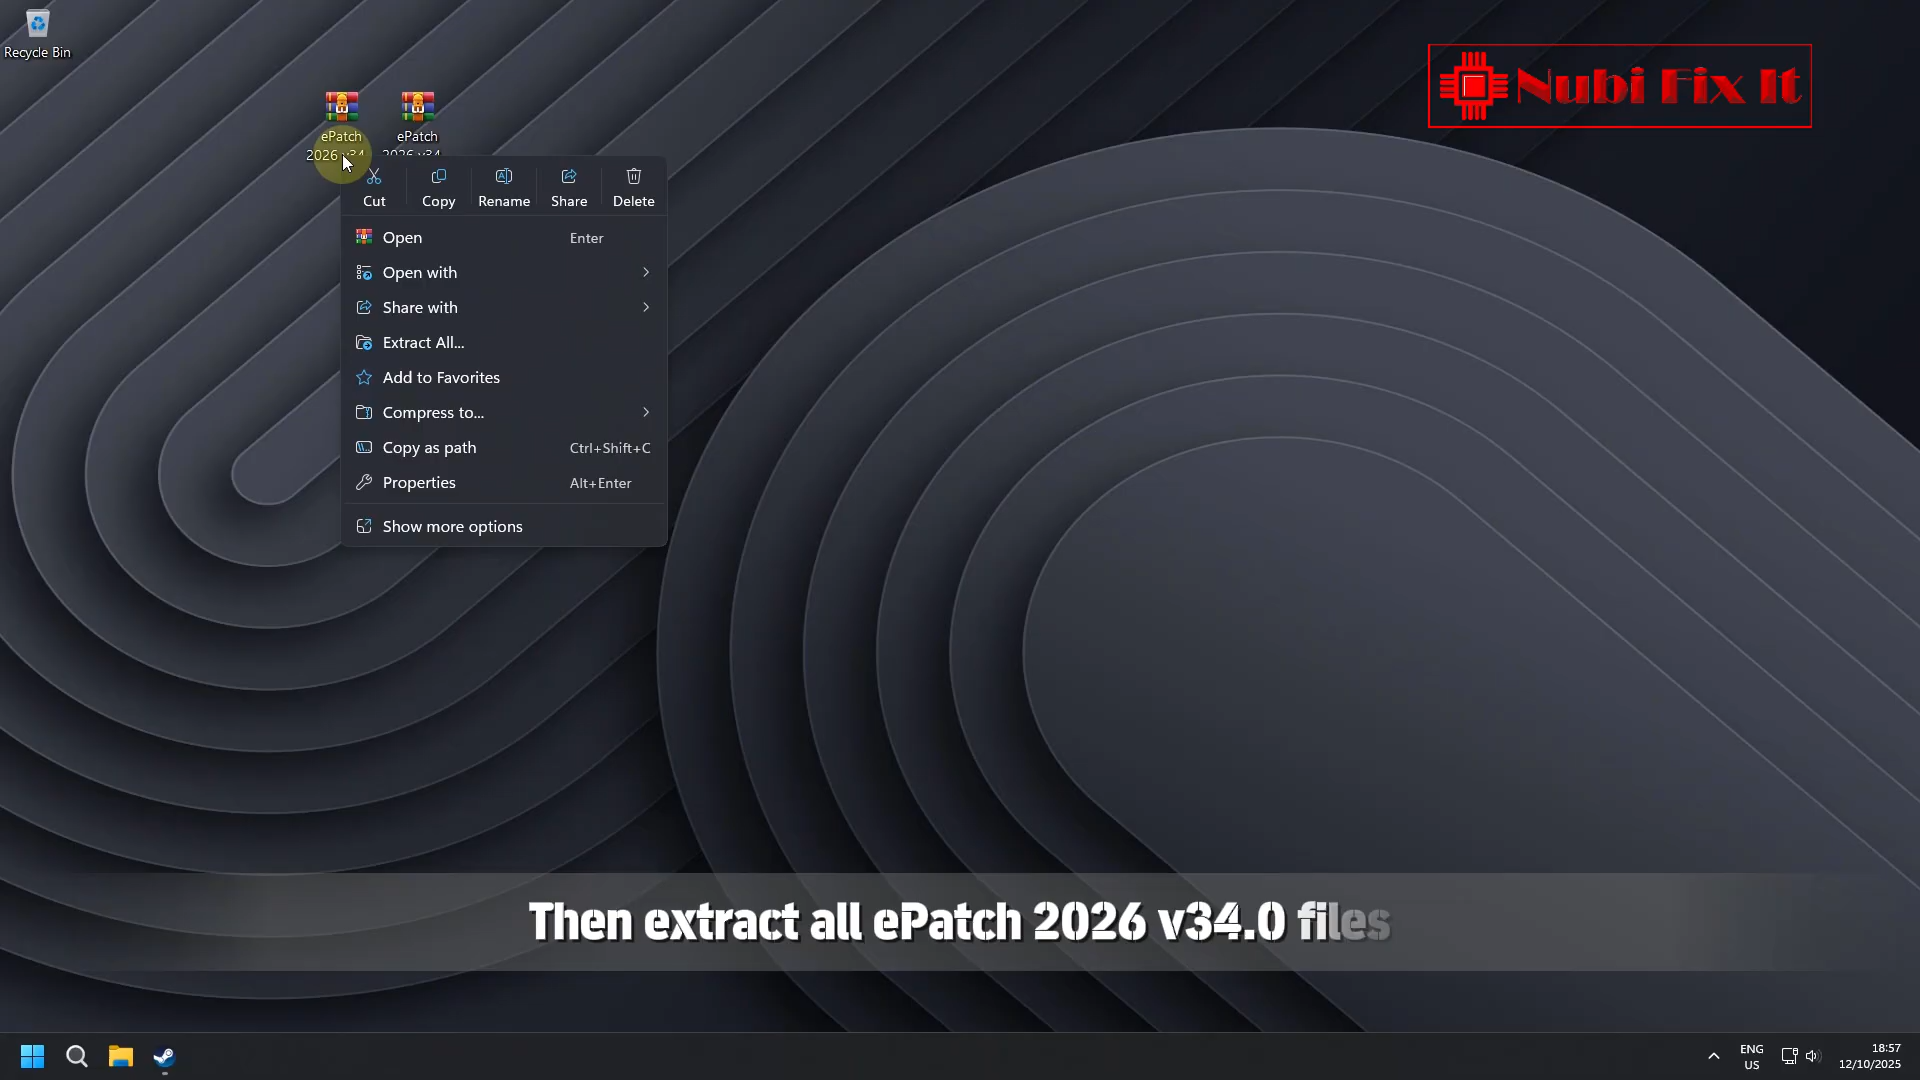 Recycle Bin
Nubi Fix It
ePatch
2026 v34
ePatch
2026 v34
Cut
Copy
Rename
Share
Delete
Open Enter
Open with
Share with
Extract All...
Add to Favorites
Compress to...
Copy as path Ctrl+Shift+C
Properties Alt+Enter
Show more options
Then extract all ePatch 2026 v34.0 files
ENG
US
18:57
12/10/2025